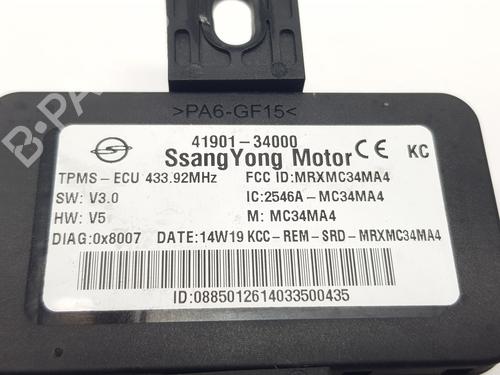 >PA6-GF15<
41901-34000
SsangYong Motor CE KC
TPMS-ECU 433.92MHz FCC ID:MRXMC34MA4
SW: V3.0 IC:2546A-MC34MA4
HW: V5 M: MC34MA4
DIAG:0x8007 DATE:14W19 KCC-REM-SRD-MRXMC34MA4
ID:0885012614033500435